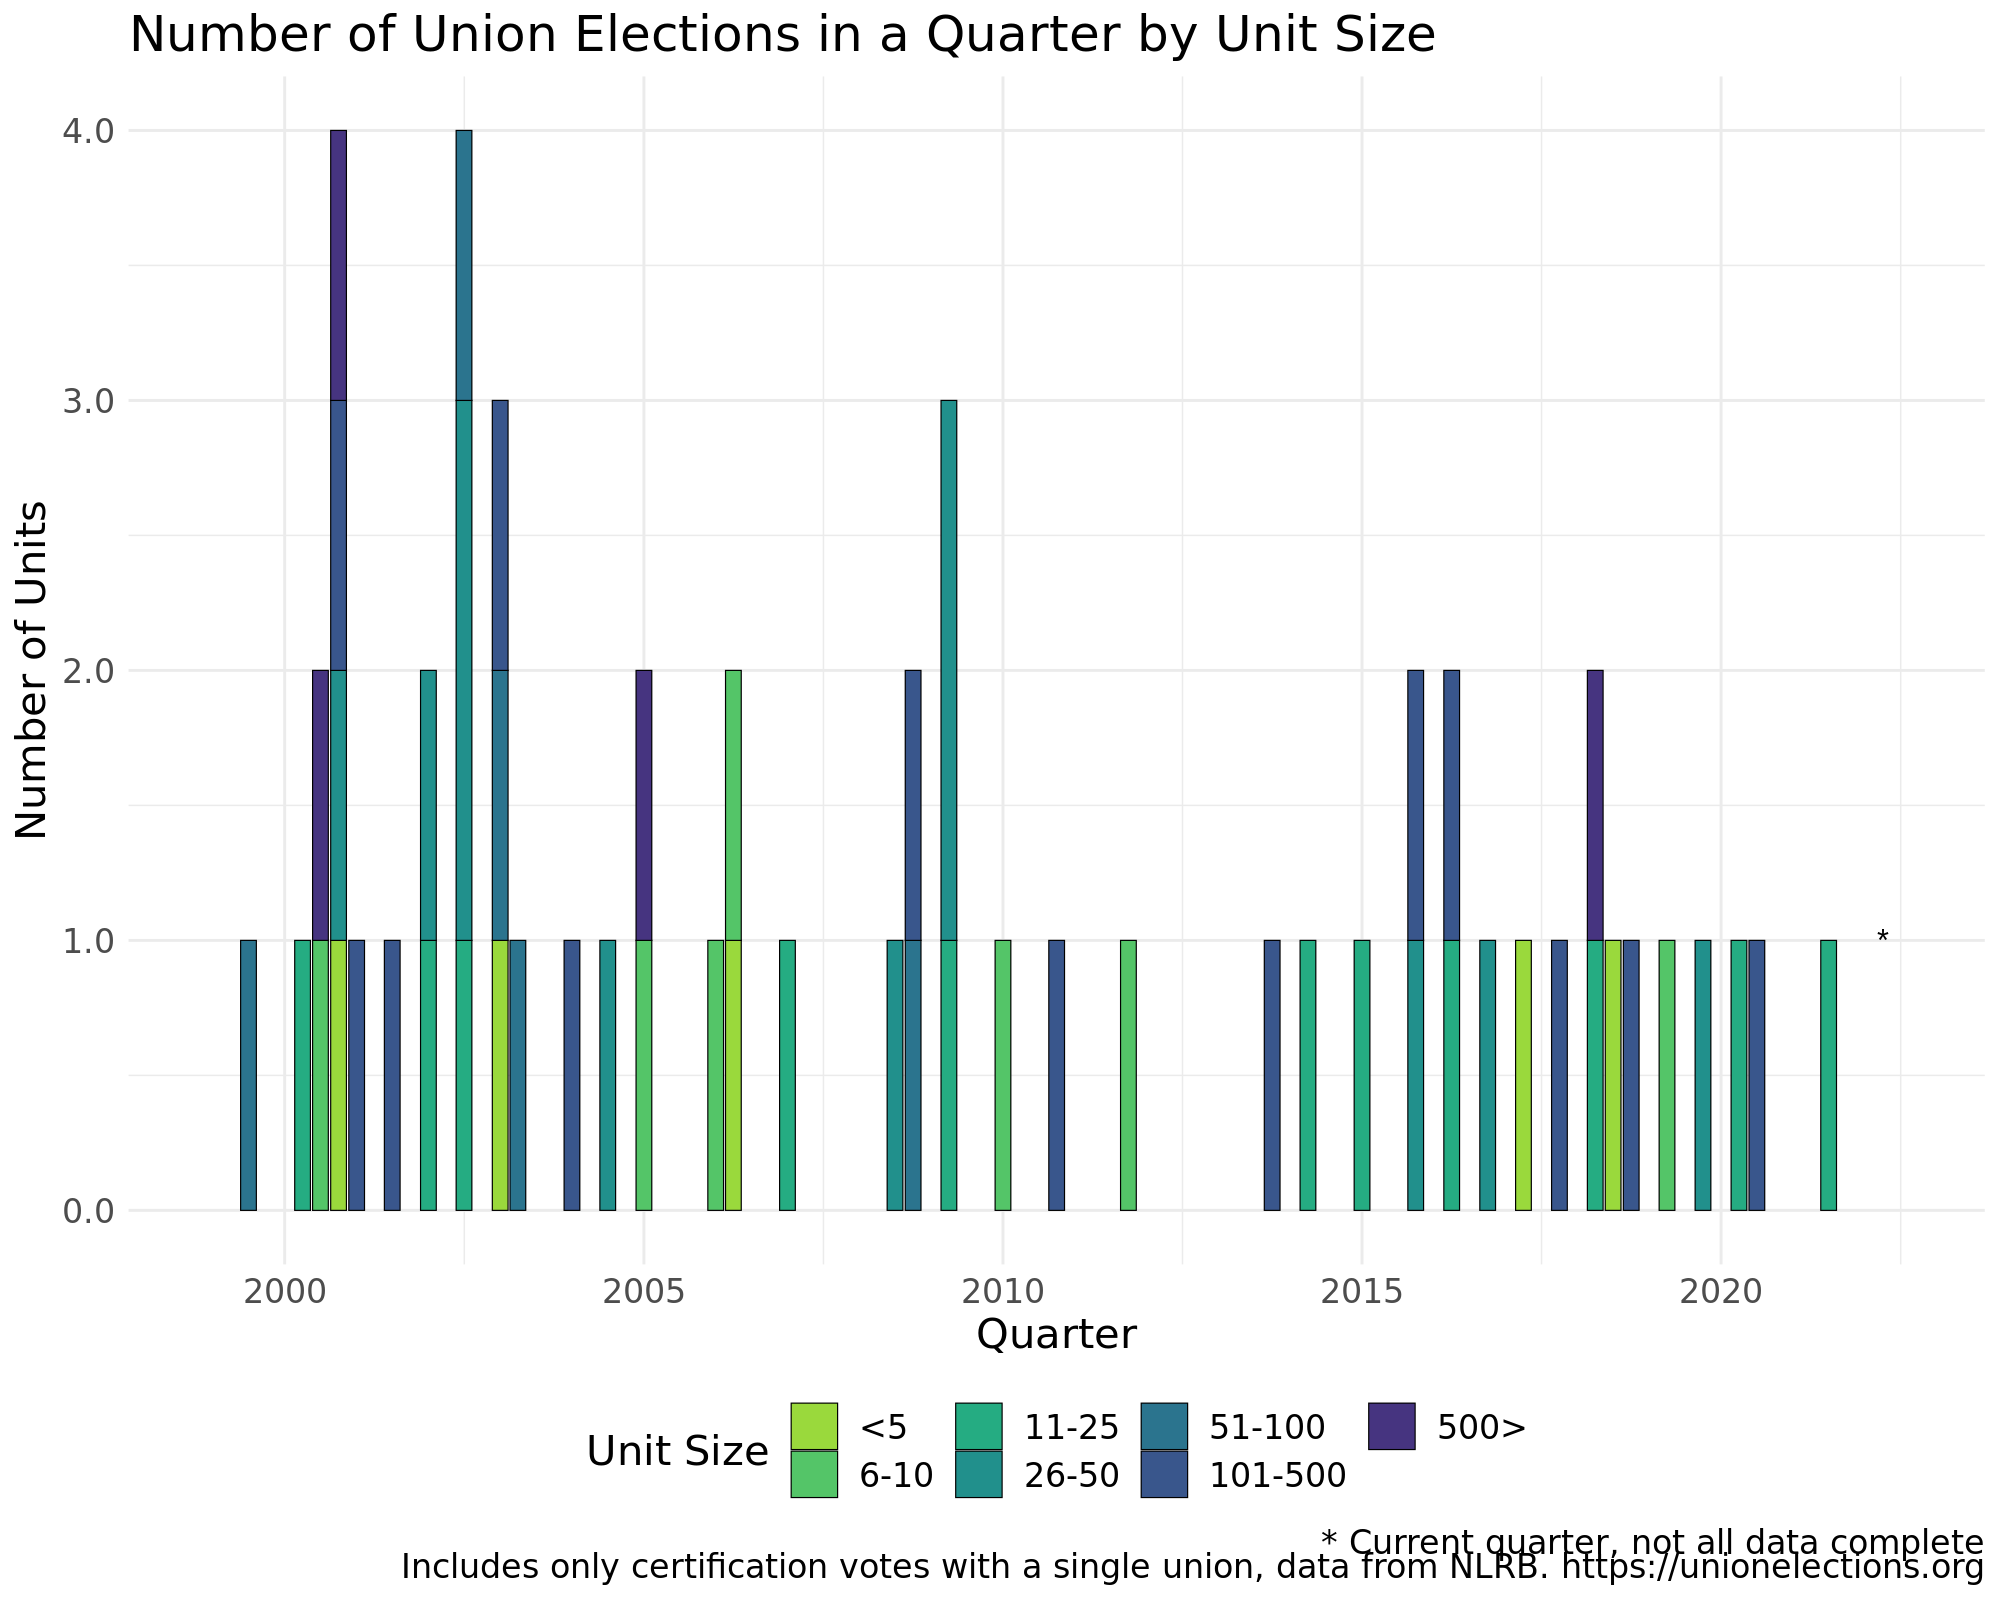 Number of Union Elections in a Quarter by Unit Size
Number of Units
4.0
3.0
2.0
1.0
0.0
*
2000 2005 2010 2015 2020
Quarter
Unit Size
<5 11-25 51-100 500>
6-10 26-50 101-500
* Current quarter, not all data complete
Includes only certification votes with a single union, data from NLRB. https://unionelections.org